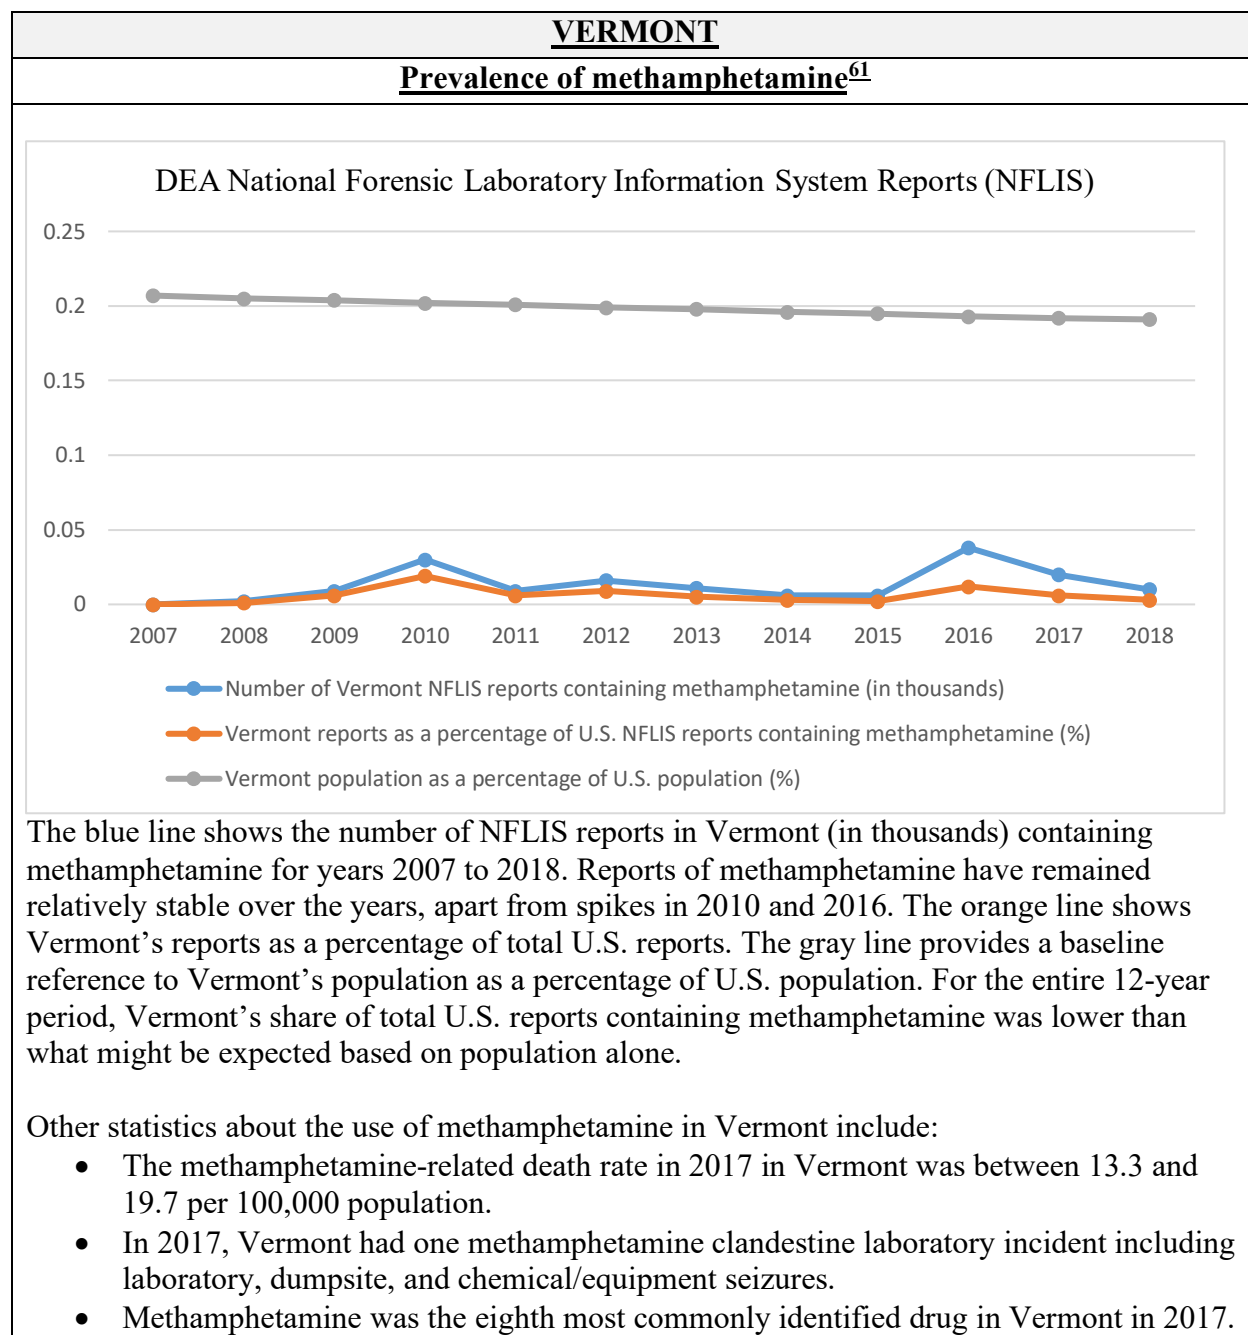 VERMONT
Prevalence of methamphetamine61
DEA National Forensic Laboratory Information System Reports (NFLIS)
0.25
0.2
0.15
0.1
0.05
0
2007 2008 2009 2010 2011 2012 2013 2014 2015 2016 2017 2018
Number of Vermont NFLIS reports containing methamphetamine (in thousands)
Vermont reports as a percentage of U.S. NFLIS reports containing methamphetamine (%)
Vermont population as a percentage of U.S. population (%)
The blue line shows the number of NFLIS reports in Vermont (in thousands) containing
methamphetamine for years 2007 to 2018. Reports of methamphetamine have remained
relatively stable over the years, apart from spikes in 2010 and 2016. The orange line shows
Vermont’s reports as a percentage of total U.S. reports. The gray line provides a baseline
reference to Vermont’s population as a percentage of U.S. population. For the entire 12-year
period, Vermont’s share of total U.S. reports containing methamphetamine was lower than
what might be expected based on population alone.
Other statistics about the use of methamphetamine in Vermont include:
• The methamphetamine-related death rate in 2017 in Vermont was between 13.3 and
19.7 per 100,000 population.
• In 2017, Vermont had one methamphetamine clandestine laboratory incident including
laboratory, dumpsite, and chemical/equipment seizures.
• Methamphetamine was the eighth most commonly identified drug in Vermont in 2017.